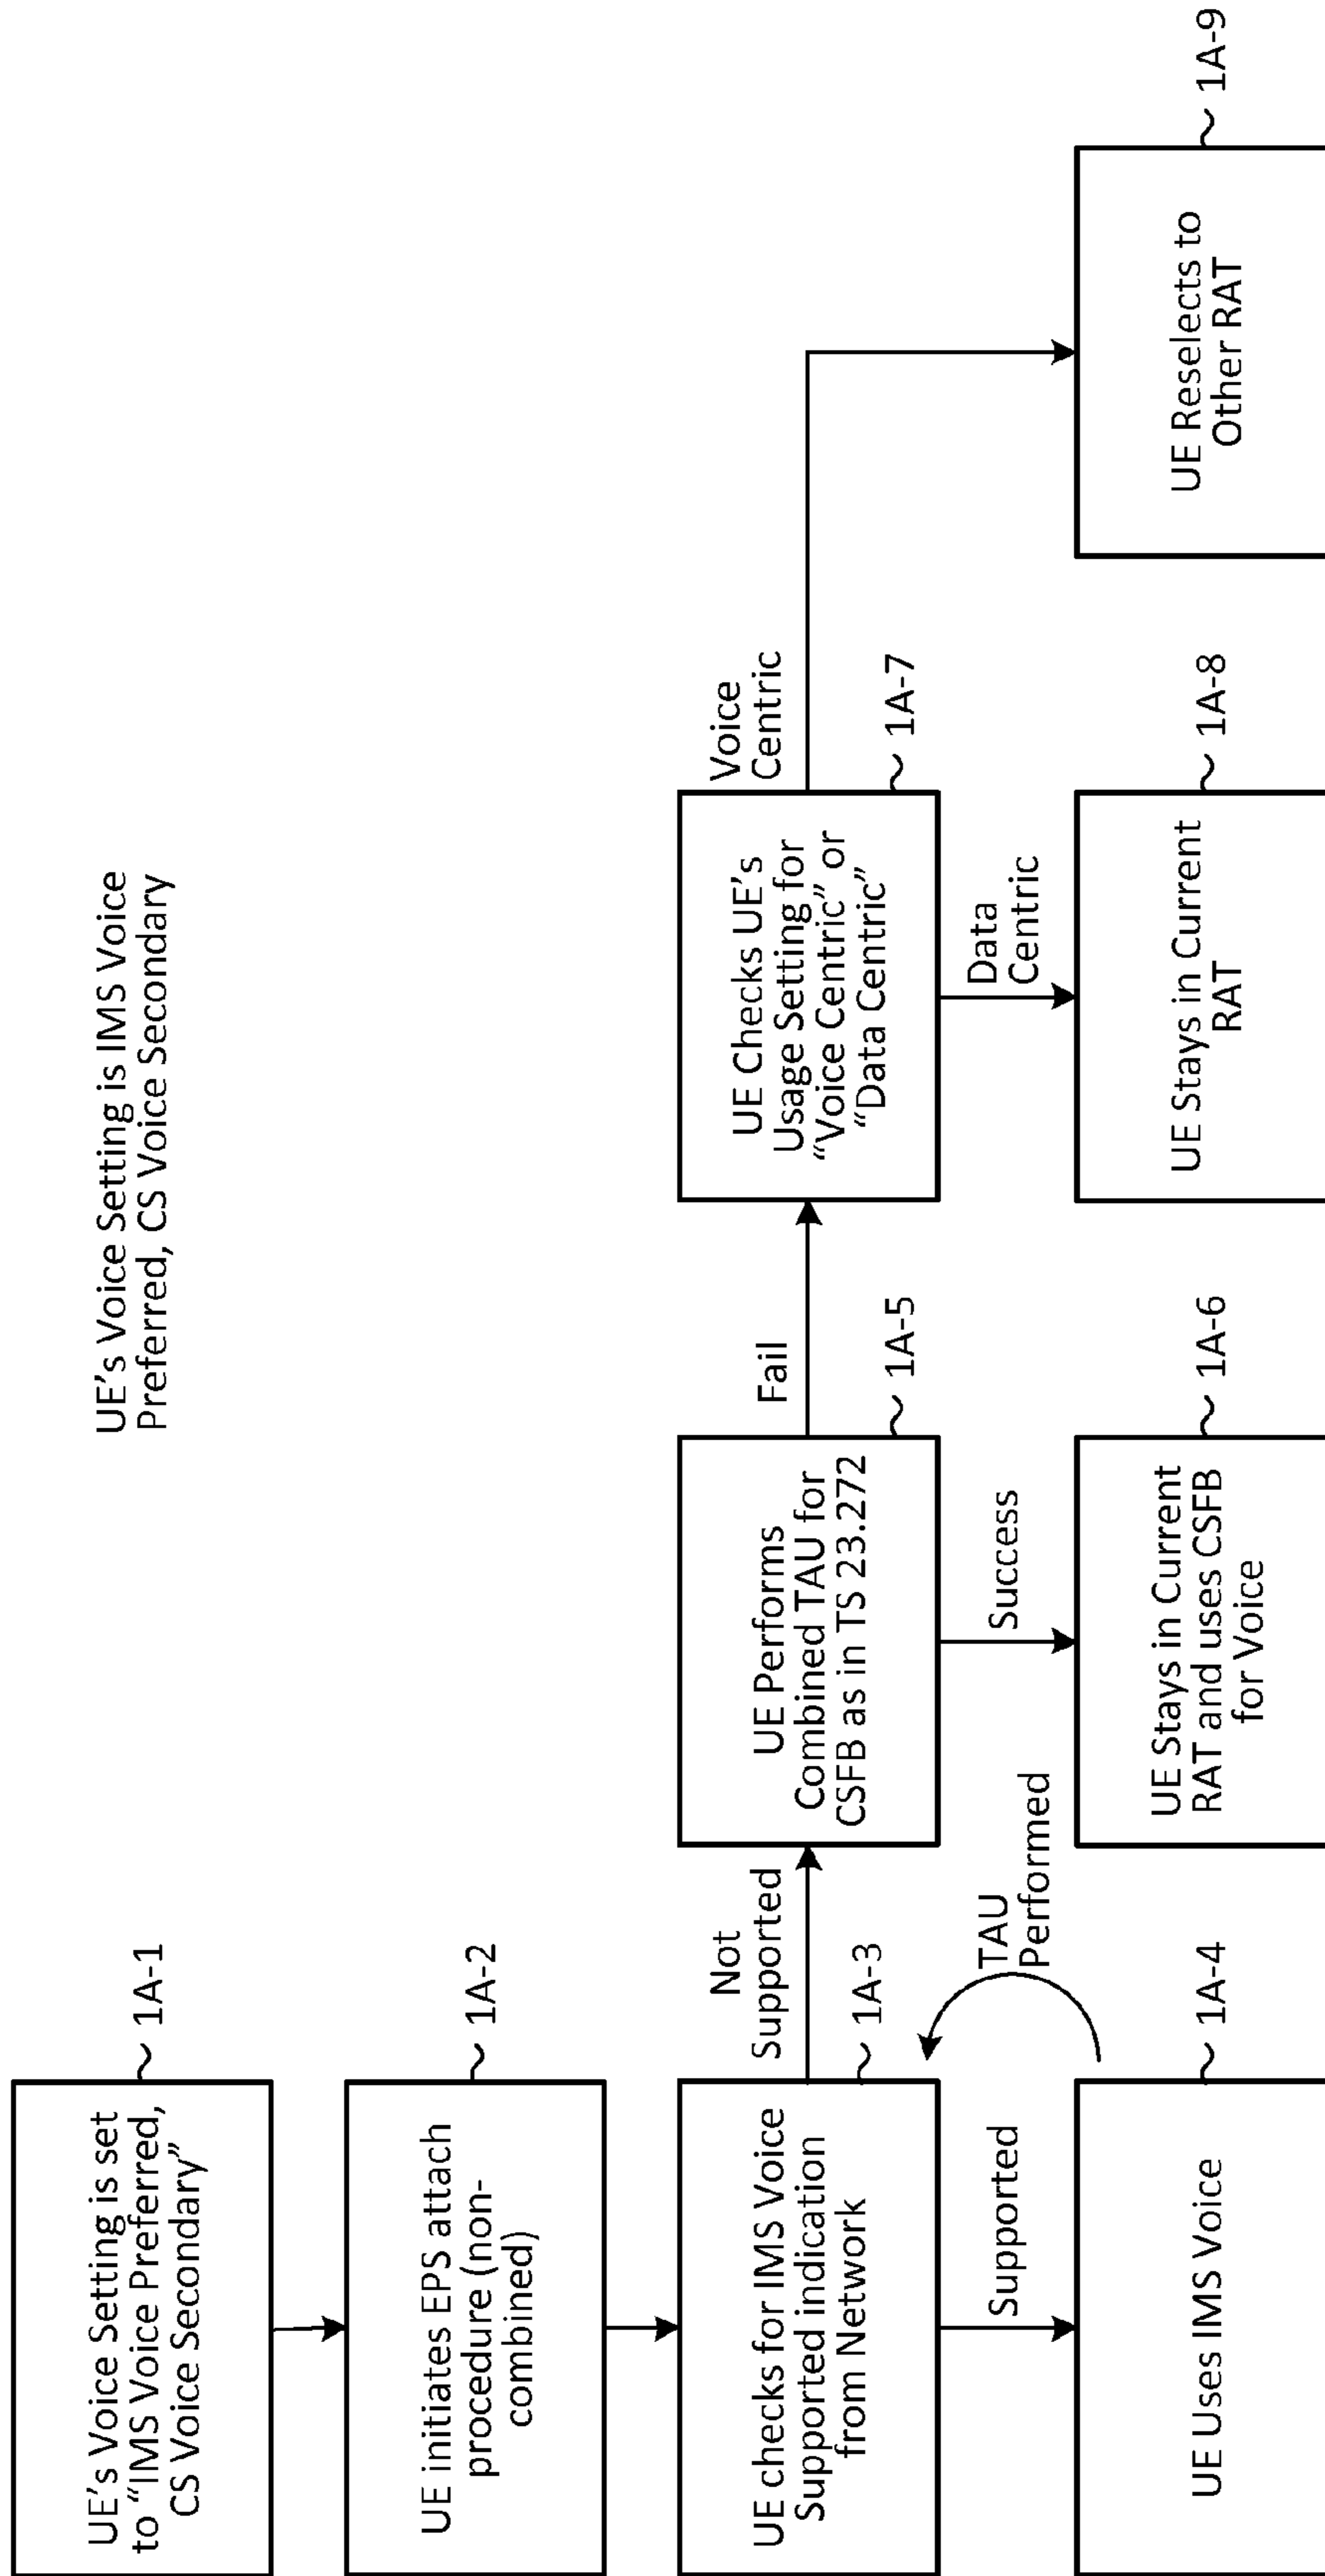 UE's Voice Setting is IMS Voice
Preferred, CS Voice Secondary
UE's Voice Setting is set
to “IMS Voice Preferred,
CS Voice Secondary”
1A-1
UE initiates EPS attach
procedure (non-
combined)
1A-2
UE checks for IMS Voice
Supported indication
from Network
1A-3
Not
Supported
UE Performs
Combined TAU for
CSFB as in TS 23.272
1A-5
Fail
UE Checks UE's
Usage Setting for
“Voice Centric” or
“Data Centric”
1A-7
Voice
Centric
Supported
TAU
Performed
Success
Data
Centric
UE Uses IMS Voice
1A-4
UE Stays in Current
RAT and uses CSFB
for Voice
1A-6
UE Stays in Current
RAT
1A-8
UE Reselects to
Other RAT
1A-9